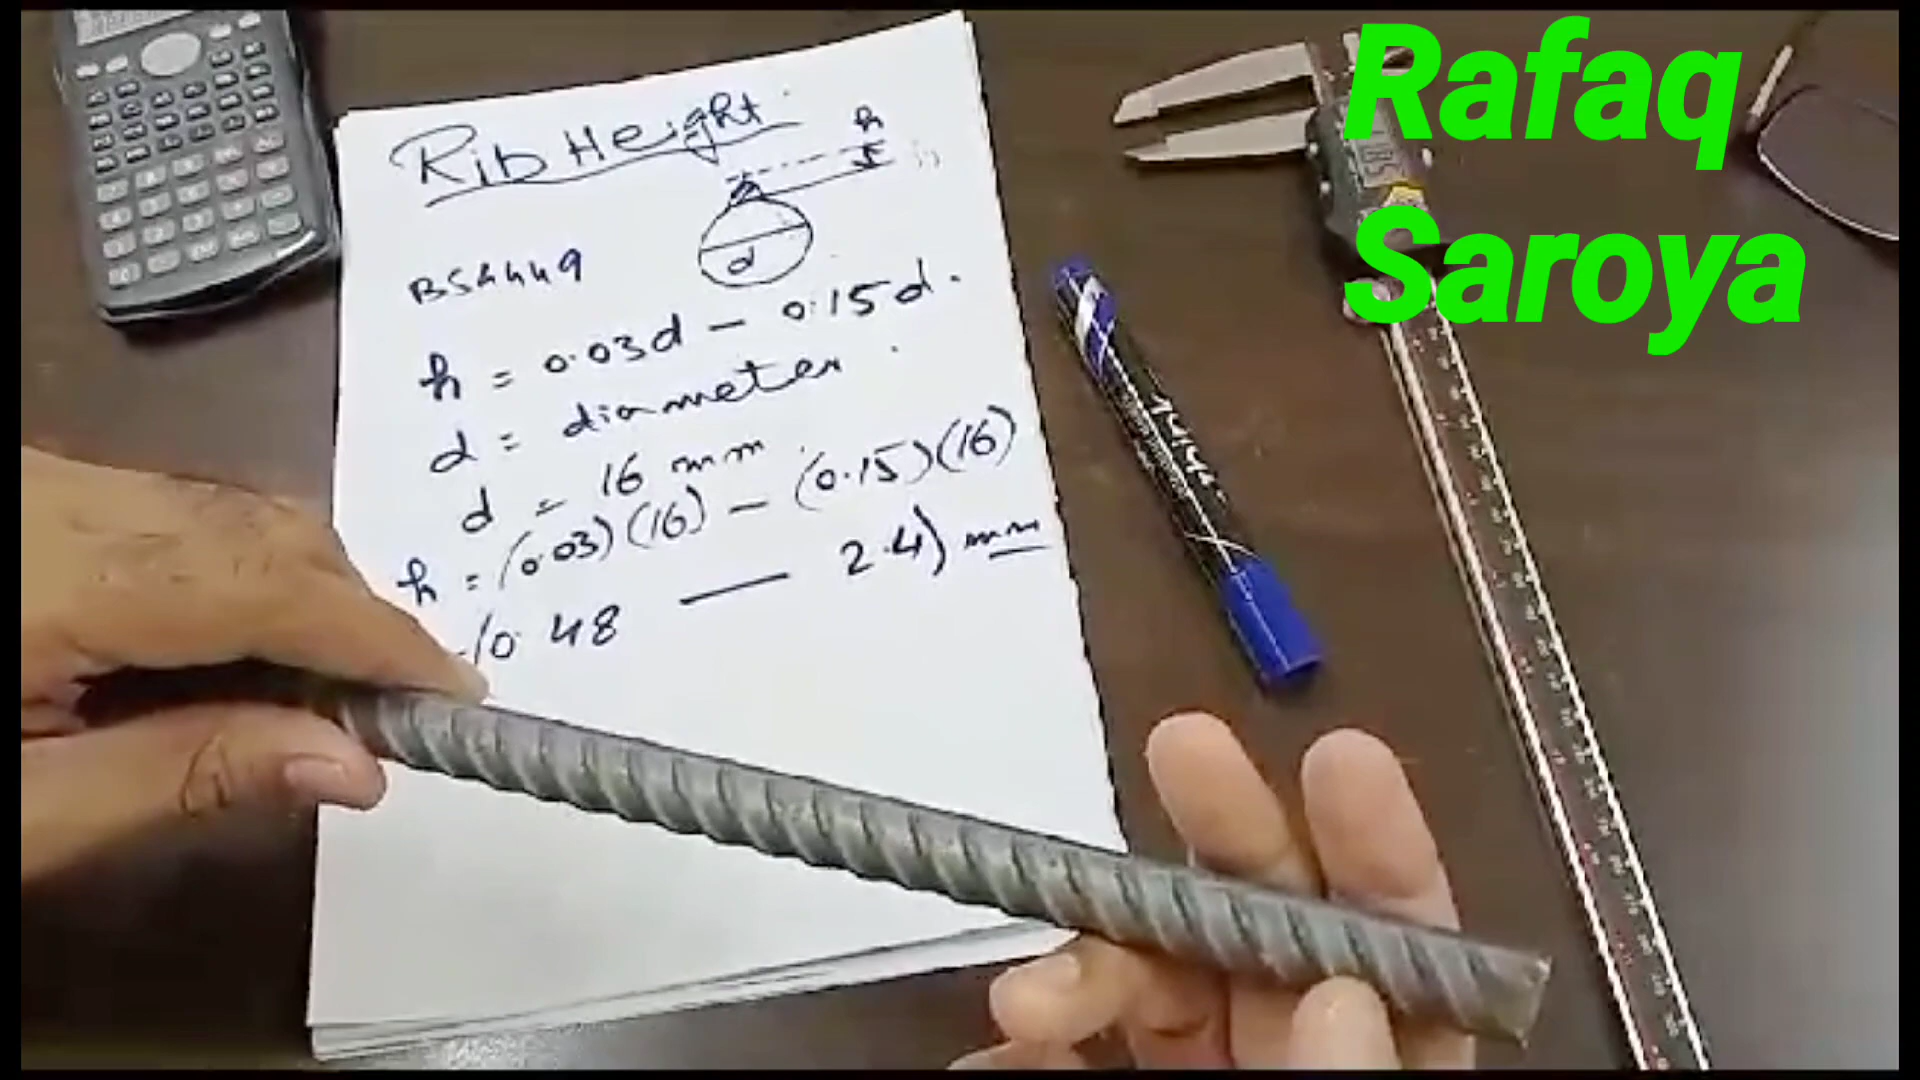 Rafaq
Saroya
Rib Height
h
d
BS4449
h = 0.03d — 0.15d.
d = diameter
d = 16 mm
h = (0.03)(16) — (0.15)(16)
= (0.48 — 2.4) mm